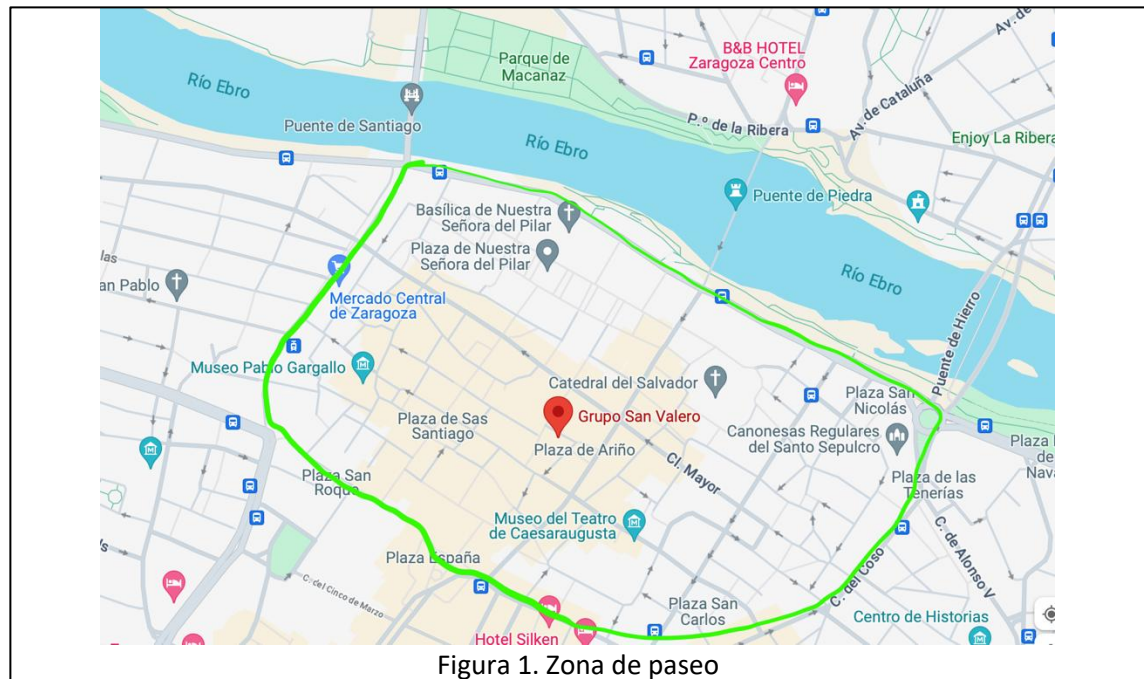 B&B HOTEL
Zaragoza Centro
Parque de
Macanaz
Río Ebro
Av. de Cataluña
P.º de la Ribera
Enjoy La Ribera
Puente de Santiago
Río Ebro
Puente de Piedra
Basílica de Nuestra
Señora del Pilar
Plaza de Nuestra
Señora del Pilar
Río Ebro
an Pablo
Mercado Central
de Zaragoza
Puente de Hierro
Museo Pablo Gargallo
Catedral del Salvador
Plaza San
Nicolás
Grupo San Valero
Plaza de Sas
Santiago
Canonesas Regulares
del Santo Sepulcro
Plaza de Ariño
Cl. Mayor
Plaza San
Roque
Plaza de las
Tenerías
Museo del Teatro
de Caesaraugusta
C. de Alonso V
Plaza España
C. del Coso
C. del Cinco de Marzo
Plaza San
Carlos
Centro de Historias
Hotel Silken
Figura 1. Zona de paseo